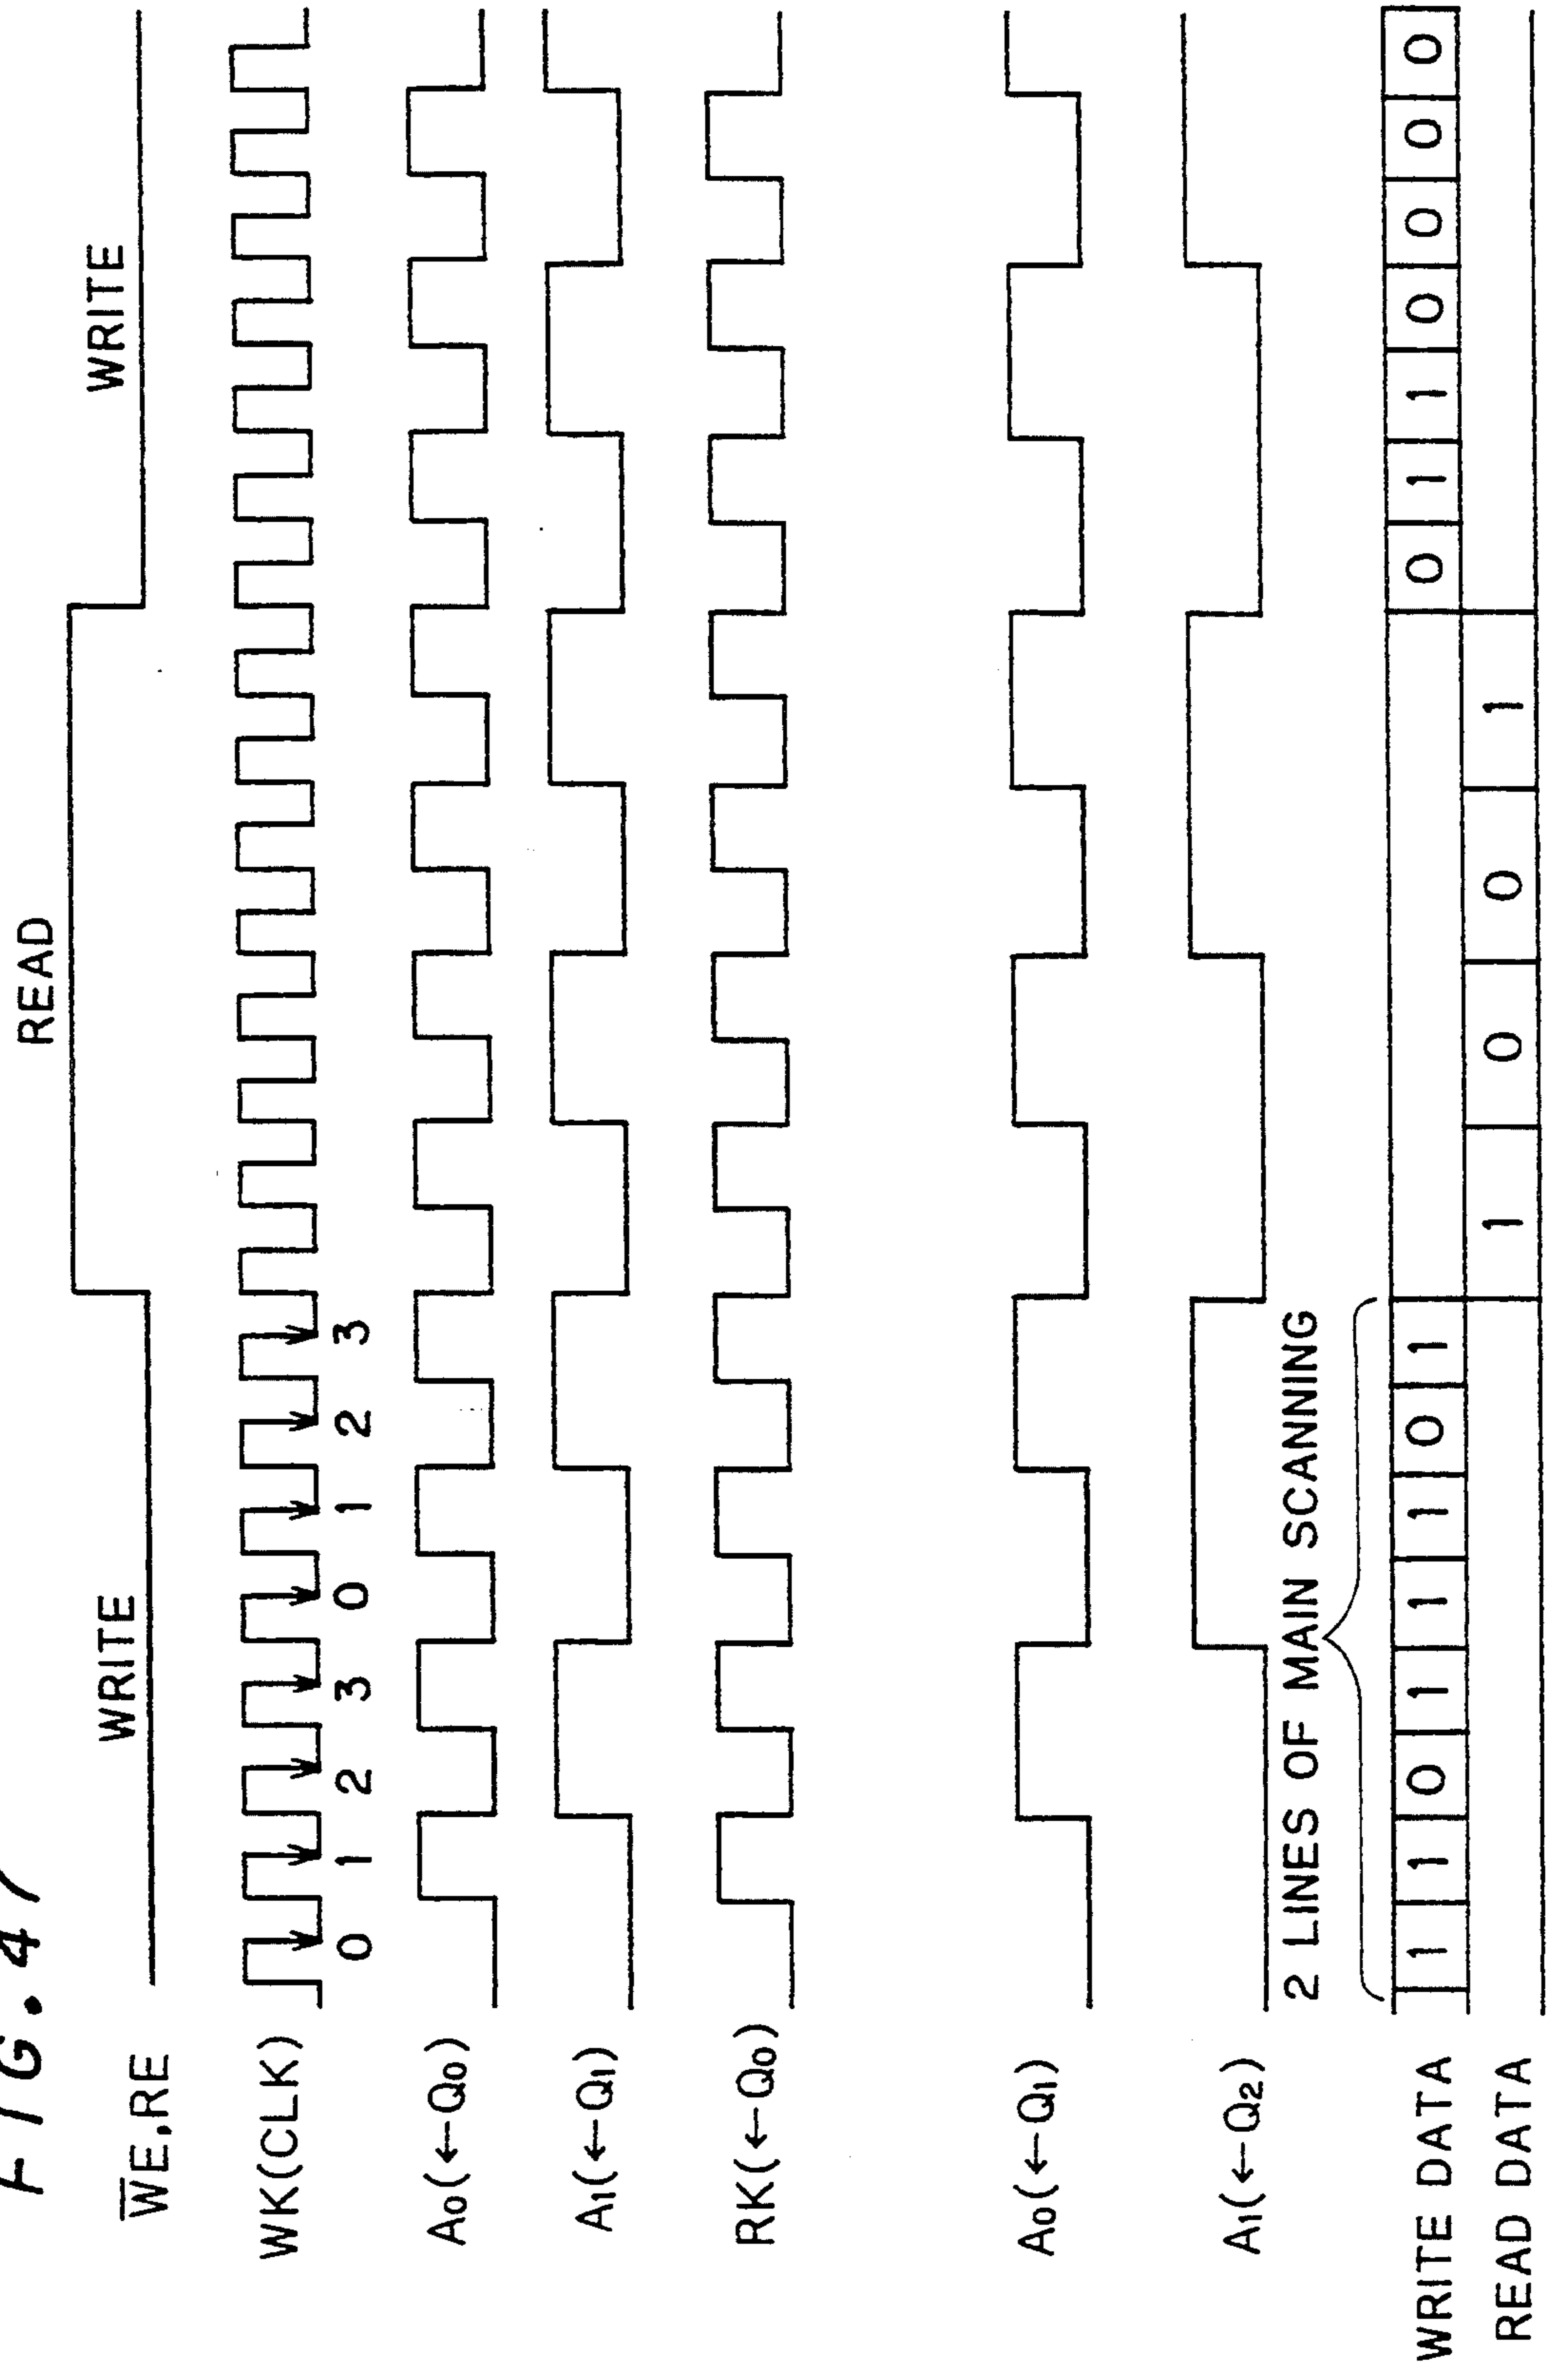 FIG.47
READ
WRITE WRITE
W̅E,RE
WK(CLK)
0 1 2 3 0 1 2 3
A₀(←Q₀)
A₁(←Q₁)
RK(←Q₀)
A₀(←Q₁)
A₁(←Q₂)
2 LINES OF MAIN SCANNING
WRITE DATA 1 1 0 1 1 1 0 1 0 1 1 0 0 0 0
READ DATA 1 0 0 1